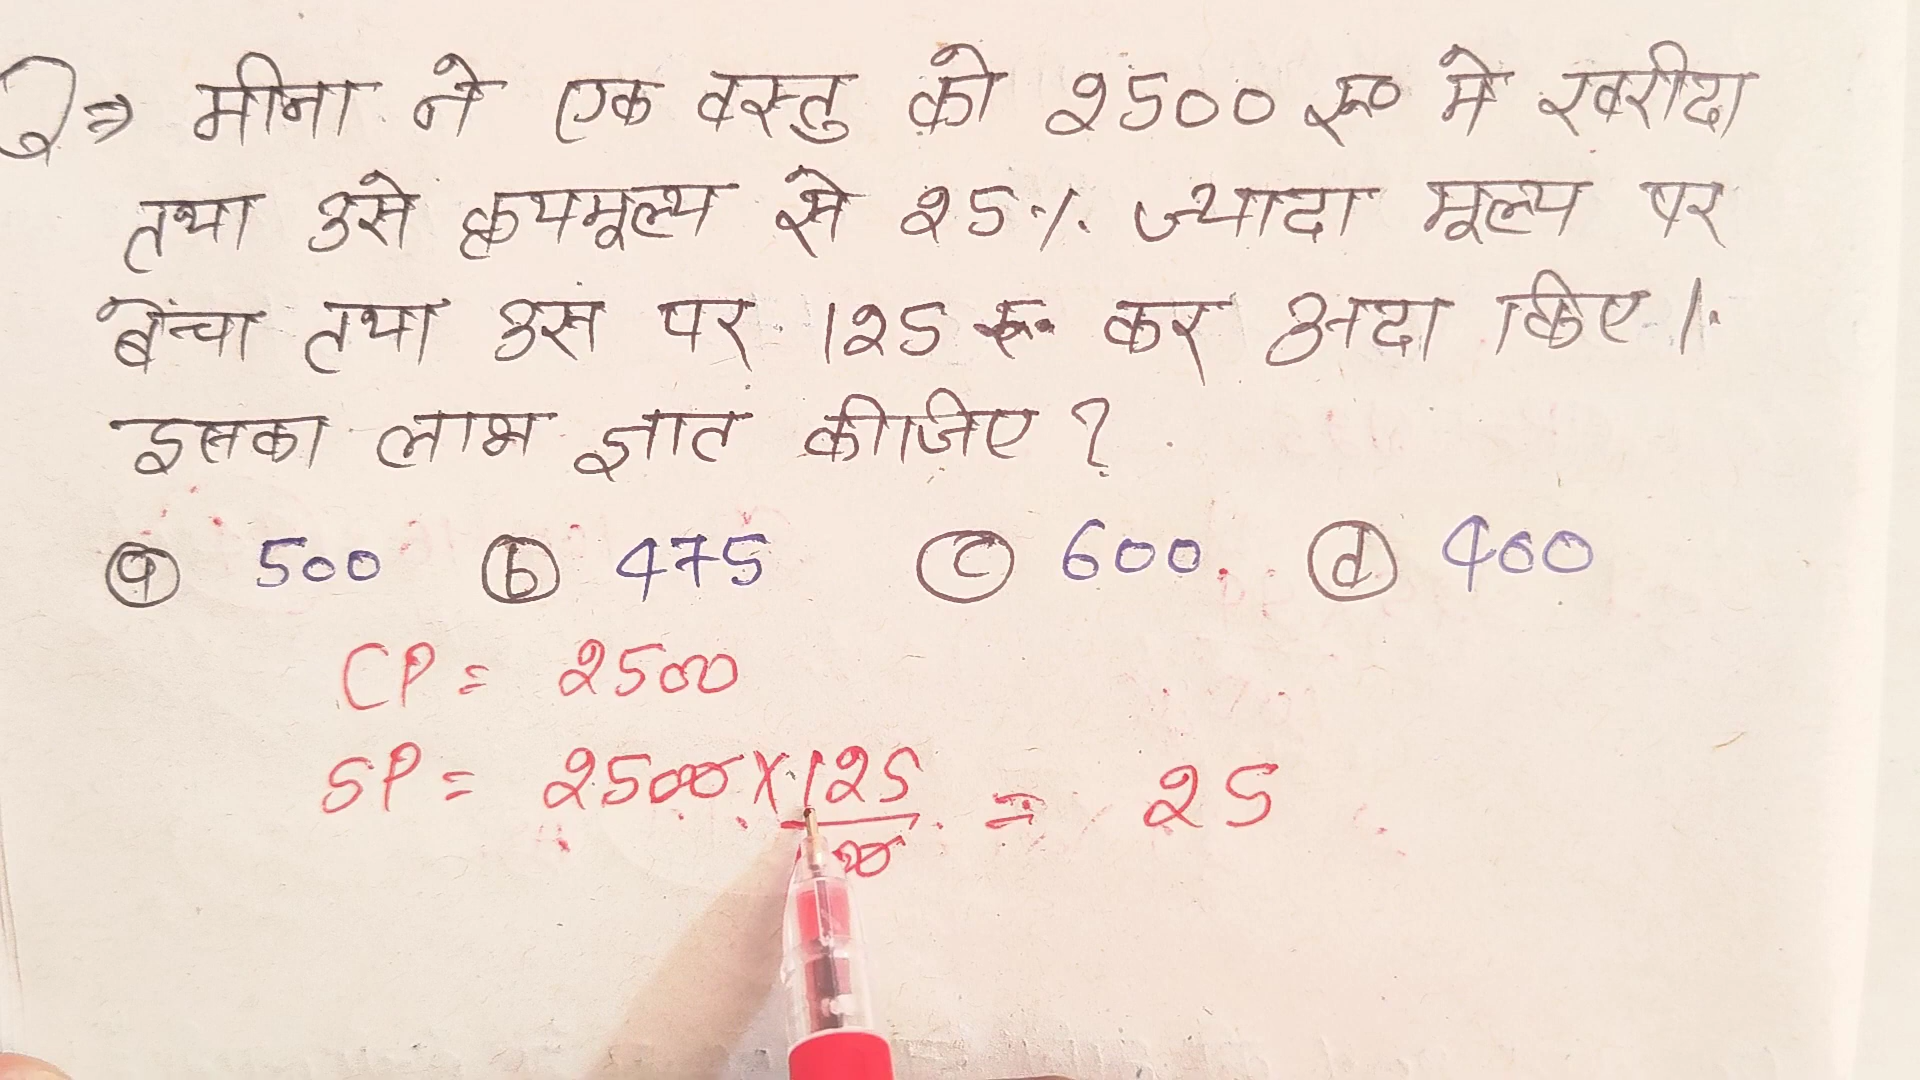 Q⇒ मीना ने एक वस्तु को 2500 रू० मे खरीदा
तथा उसे क्रयमूल्य से 25% ज्यादा मूल्य पर
बेंचा तथा उस पर 125 रू० कर अदा किए।
इसका लाभ ज्ञात कीजिए?
(a) 500 (b) 475 (c) 600 (d) 400
CP = 2500
SP = 2500 × 125/100 = 25